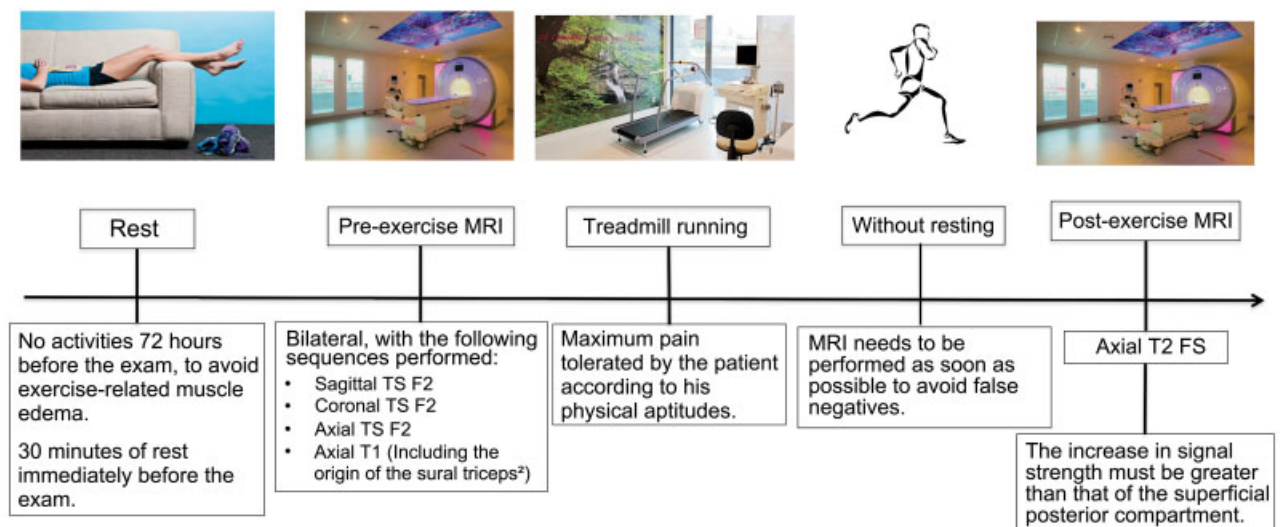 Rest
Pre-exercise MRI
Treadmill running
Without resting
Post-exercise MRI
No activities 72 hours
before the exam, to avoid
exercise-related muscle
edema.
30 minutes of rest
immediately before the
exam.
Bilateral, with the following
sequences performed:
• Sagittal TS F2
• Coronal TS F2
• Axial TS F2
• Axial T1 (Including the
origin of the sural triceps²)
Maximum pain
tolerated by the patient
according to his
physical aptitudes.
MRI needs to be
performed as soon as
possible to avoid false
negatives.
Axial T2 FS
The increase in signal
strength must be greater
than that of the superficial
posterior compartment.